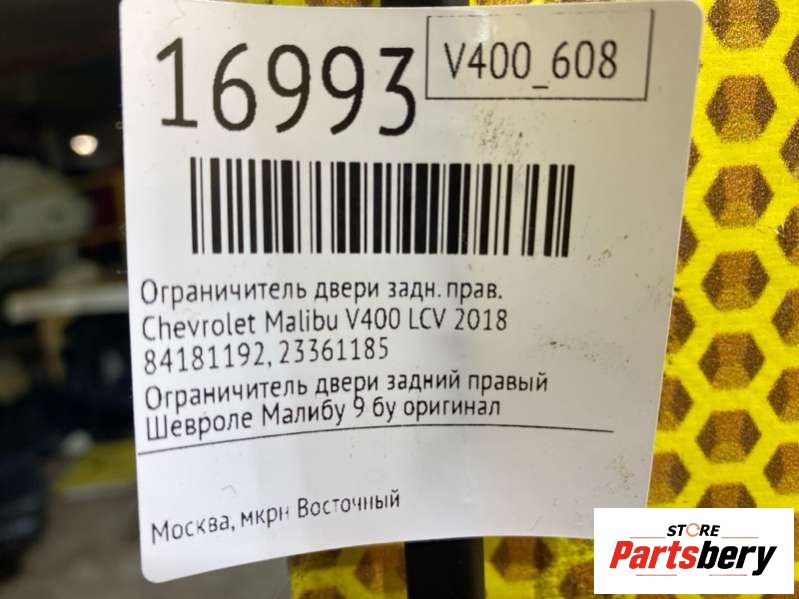 16993
V400_608
Ограничитель двери задн. прав.
Chevrolet Malibu V400 LCV 2018
84181192, 23361185
Ограничитель двери задний правый
Шевроле Малибу 9 бу оригинал
Москва, мкрн Восточный
STORE
Partsbery